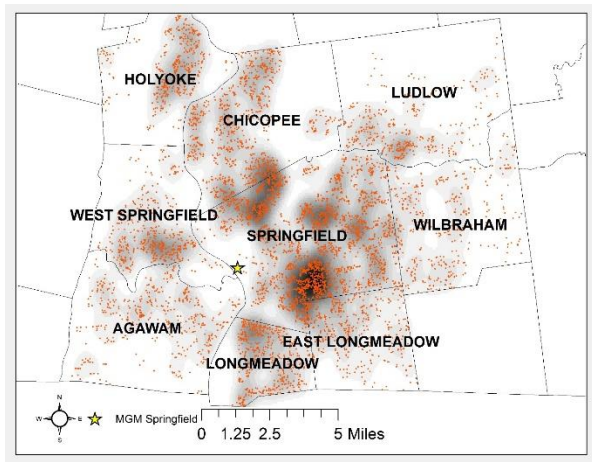 HOLYOKE
LUDLOW
CHICOPEE
WEST SPRINGFIELD
WILBRAHAM
SPRINGFIELD
AGAWAM
EAST LONGMEADOW
LONGMEADOW
N
W E
S
MGM Springfield
0 1.25 2.5 5 Miles